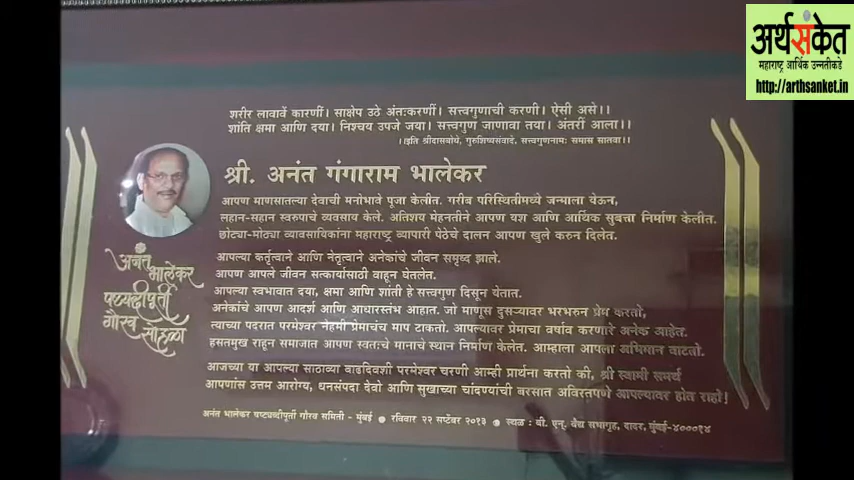 अर्थसंकेत
महाराष्ट्र आर्थिक उन्नतीकडे
http://arthsanket.in
शरीर लावावें कारणीं। साक्षेप उठे अंतःकरणीं। सत्त्वगुणाची करणी। ऐसी असे।।
शांति क्षमा आणि दया। निश्चय उपजे जया। सत्त्वगुण जाणावा तया। अंतरीं आला।।
।।इति श्रीदासबोधे, गुरुशिष्यसंवादे, सत्त्वगुणनामः समास सातवा।।
श्री. अनंत गंगाराम भालेकर
आपण माणसातल्या देवाची मनोभावे पूजा केलीत. गरीब परिस्थितीमध्ये जन्माला येऊन,
लहान-सहान स्वरुपाचे व्यवसाय केले. अतिशय मेहनतीने आपण यश आणि आर्थिक सुबत्ता निर्माण केलीत.
छोट्या-मोठ्या व्यावसायिकांना महाराष्ट्र व्यापारी पेठेचे दालन आपण खुले करुन दिलेत.
आपल्या कर्तृत्वाने आणि नेतृत्वाने अनेकांचे जीवन समृध्द झाले.
आपण आपले जीवन सत्कार्यासाठी वाहून घेतलेत.
आपल्या स्वभावात दया, क्षमा आणि शांती हे सत्त्वगुण दिसून येतात.
अनेकांचे आपण आदर्श आणि आधारस्तंभ आहात. जो माणूस दुसऱ्यावर भरभरुन प्रेम करतो,
त्याच्या पदरात परमेश्वर नेहमी प्रेमाचंच माप टाकतो. आपल्यावर प्रेमाचा वर्षाव करणारे अनेक आहेत.
हसतमुख राहून समाजात आपण स्वतःचे मानाचे स्थान निर्माण केलेत. आम्हाला आपला अभिमान वाटतो.
आजच्या या आपल्या साठाव्या वाढदिवशी परमेश्वर चरणी आम्ही प्रार्थना करतो की, श्री स्वामी समर्थ
आपणांस उत्तम आरोग्य, धनसंपदा देवो आणि सुखाच्या चांदण्यांची बरसात अविरतपणे आपल्यावर होत राहो!
अनंत भालेकर
षष्ट्यब्दीपूर्ती
गौरव सोहळा
अनंत भालेकर षष्ट्यब्दीपूर्ती गौरव समिती - मुंबई ● रविवार २२ सप्टेंबर २०१३ ● स्थळ : बी. एन्. वैद्य सभागृह, दादर, मुंबई-४०००१४